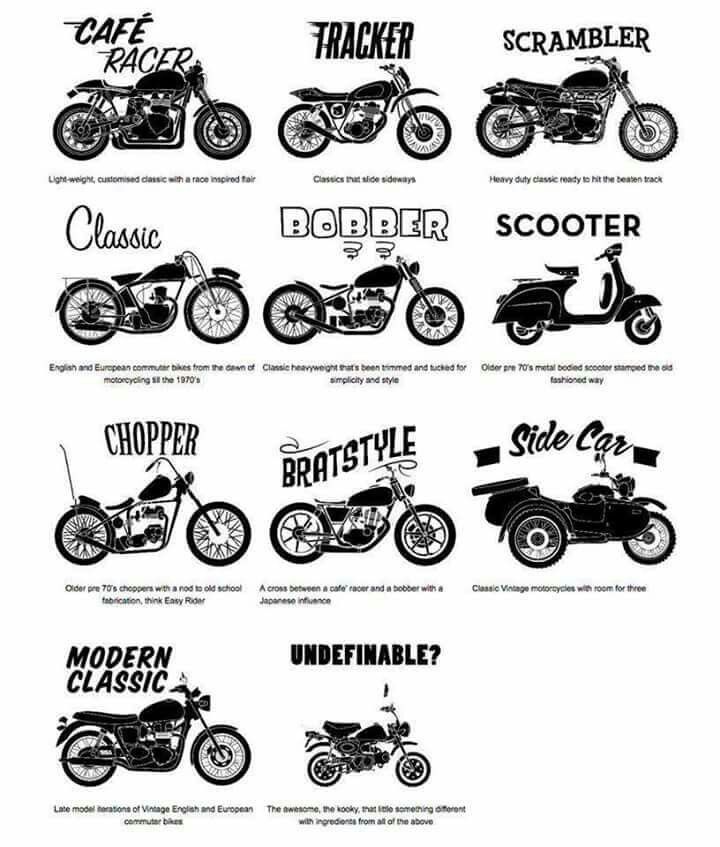 CAFÉ
RACER
TRACKER
SCRAMBLER
Light-weight, customised classic with a race inspired flair
Classics that slide sideways
Heavy duty classic ready to hit the beaten track
Classic
BOBBER
SCOOTER
English and European commuter bikes from the dawn of
motorcycling till the 1970's
Classic heavyweight that's been trimmed and tucked for
simplicity and style
Older pre 70's metal bodied scooter stamped the old
fashioned way
CHOPPER
BRATSTYLE
Side Car
Older pre 70's choppers with a nod to old school
fabrication, think Easy Rider
A cross between a cafe' racer and a bobber with a
Japanese influence
Classic Vintage motorcycles with room for three
MODERN
CLASSIC
UNDEFINABLE?
Late model iterations of Vintage English and European
commuter bikes
The awesome, the kooky, that little something different
with ingredients from all of the above